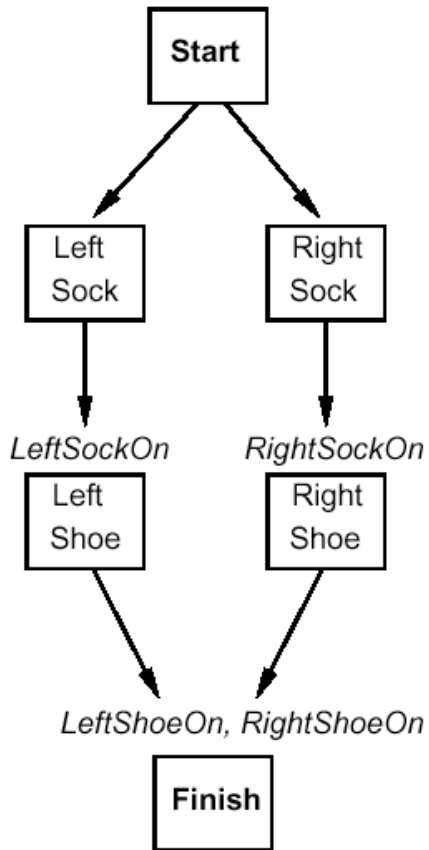 Start
Left
Sock
Right
Sock
LeftSockOn
RightSockOn
Left
Shoe
Right
Shoe
LeftShoeOn, RightShoeOn
Finish